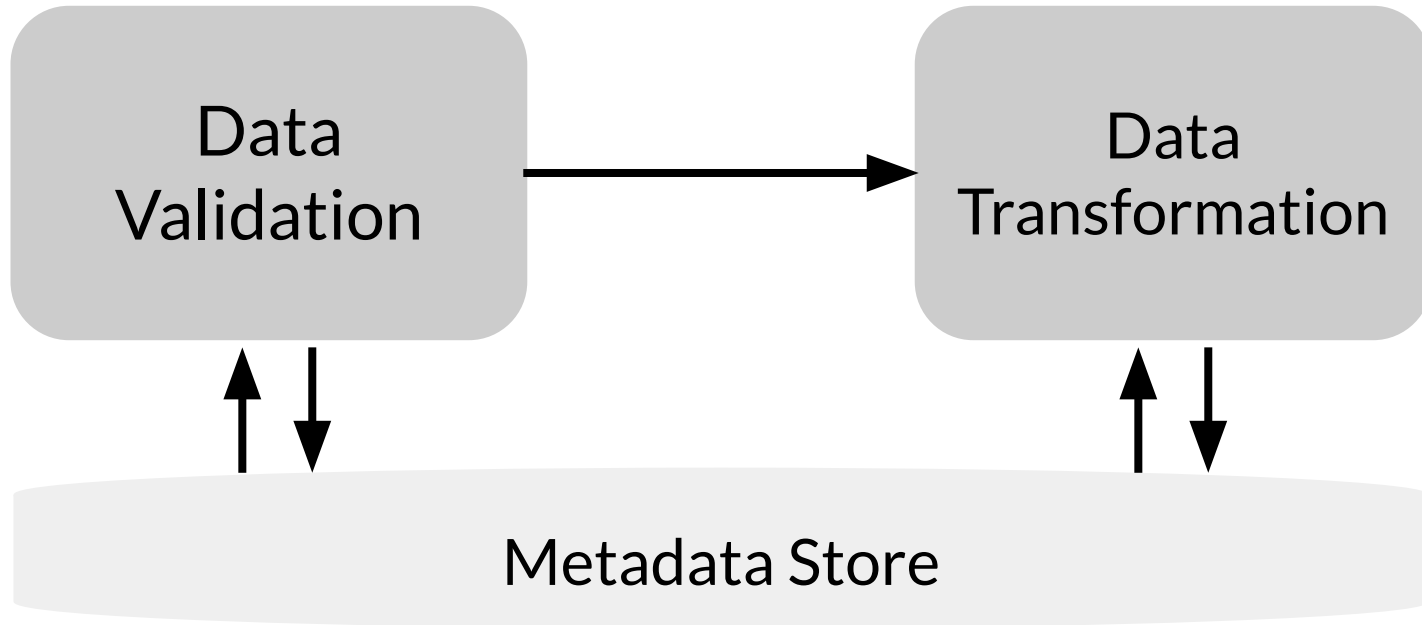 Data
Validation
Data
Transformation
Metadata Store